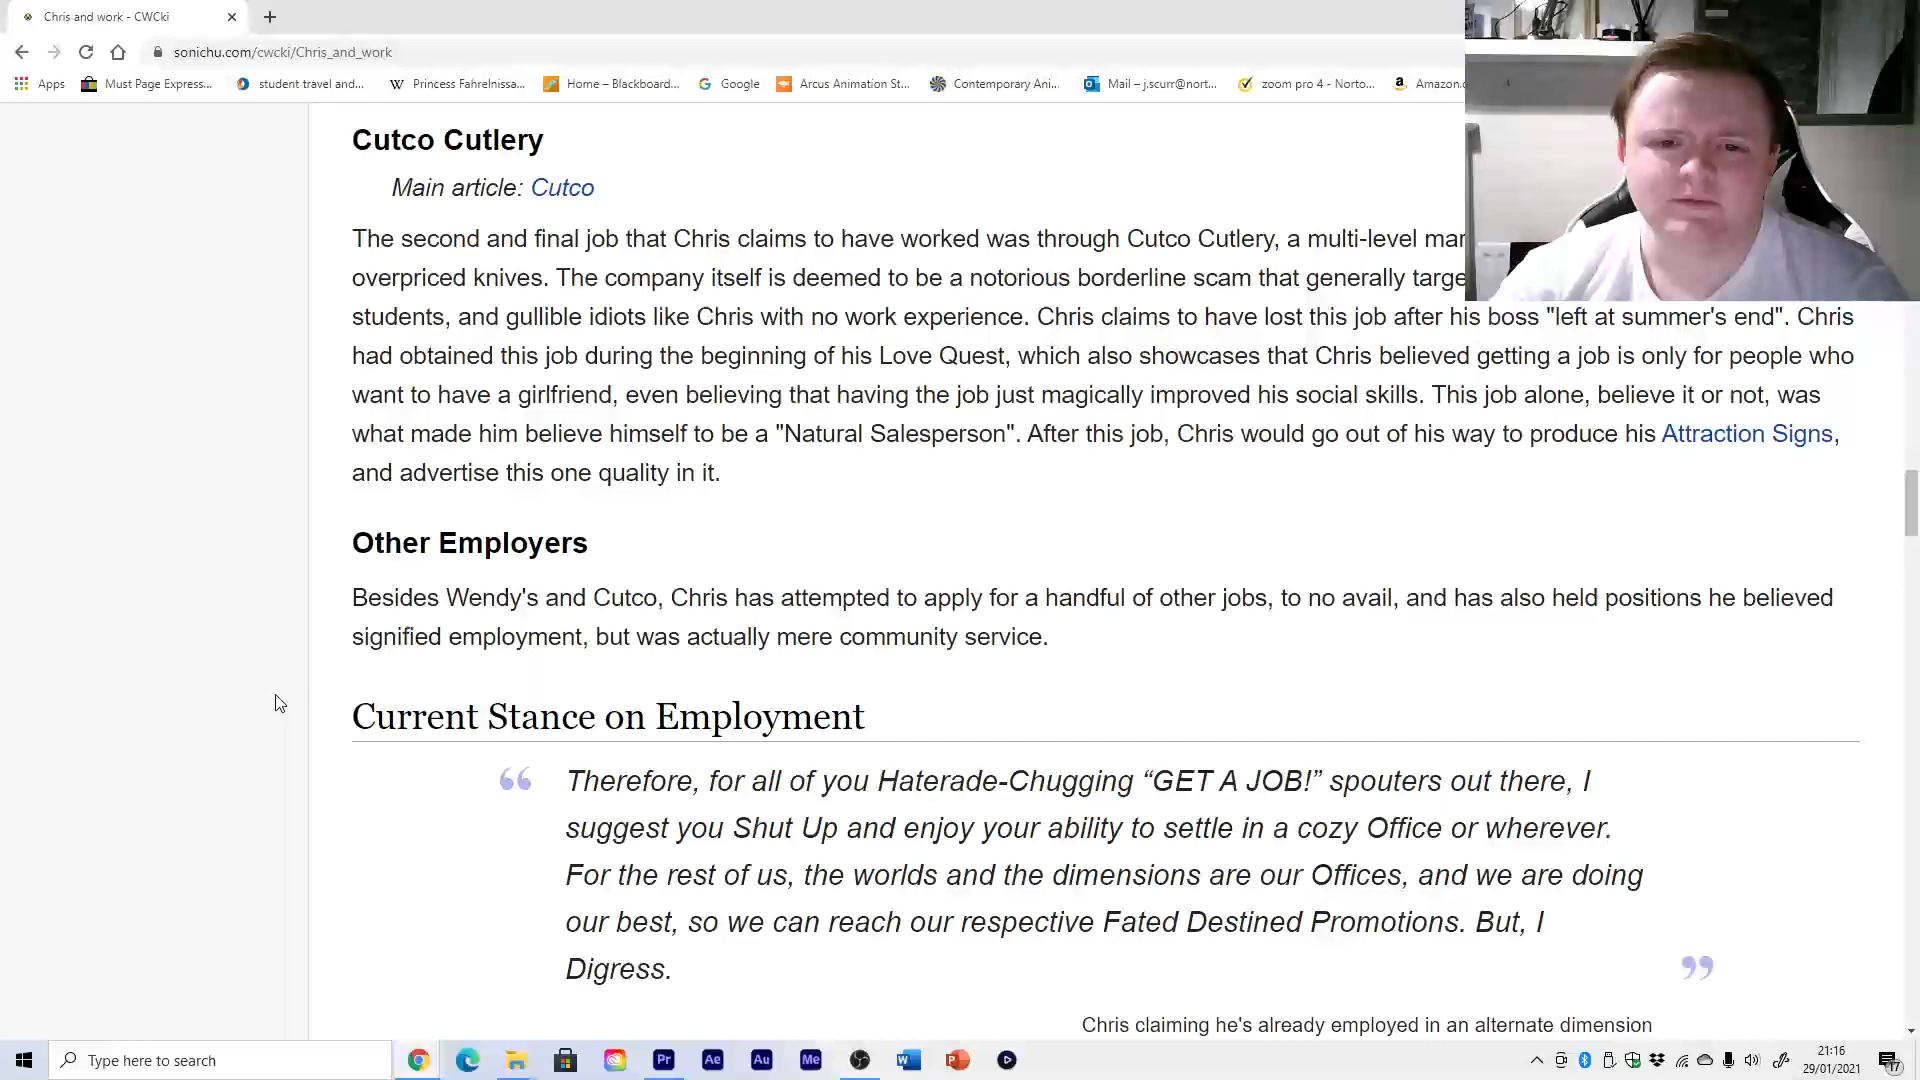 Chris and work - CWCki
sonichu.com/cwcki/Chris_and_work
Apps Must Page Express... student travel and... Princess Fahrelnissa... Home – Blackboard... Google Arcus Animation St... Contemporary Ani... Mail – j.scurr@nort... zoom pro 4 - Norto... Amazon.c
Cutco Cutlery
Main article: Cutco
The second and final job that Chris claims to have worked was through Cutco Cutlery, a multi-level mar
overpriced knives. The company itself is deemed to be a notorious borderline scam that generally targe
students, and gullible idiots like Chris with no work experience. Chris claims to have lost this job after his boss "left at summer's end". Chris
had obtained this job during the beginning of his Love Quest, which also showcases that Chris believed getting a job is only for people who
want to have a girlfriend, even believing that having the job just magically improved his social skills. This job alone, believe it or not, was
what made him believe himself to be a "Natural Salesperson". After this job, Chris would go out of his way to produce his Attraction Signs,
and advertise this one quality in it.
Other Employers
Besides Wendy's and Cutco, Chris has attempted to apply for a handful of other jobs, to no avail, and has also held positions he believed
signified employment, but was actually mere community service.
Current Stance on Employment
“ Therefore, for all of you Haterade-Chugging “GET A JOB!” spouters out there, I
suggest you Shut Up and enjoy your ability to settle in a cozy Office or wherever.
For the rest of us, the worlds and the dimensions are our Offices, and we are doing
our best, so we can reach our respective Fated Destined Promotions. But, I
Digress. ”
Chris claiming he's already employed in an alternate dimension
Type here to search
Pr Ae Au Me
21:16
29/01/2021
17